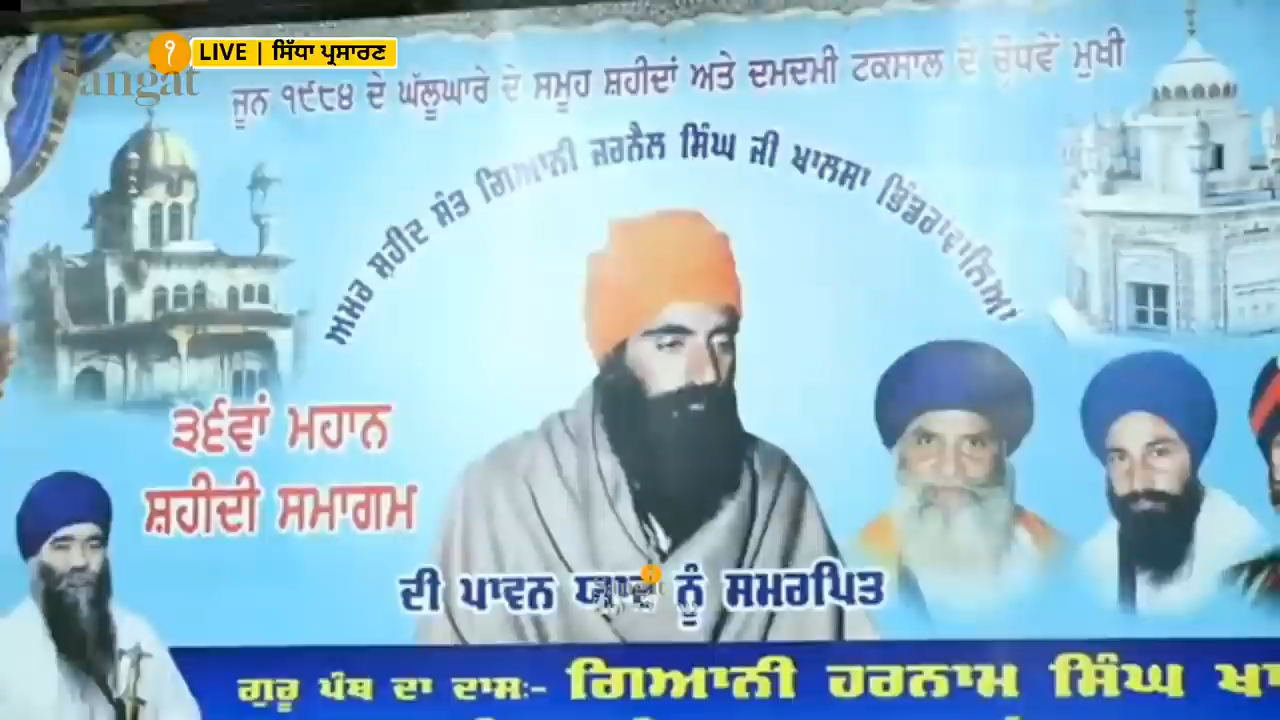 ੧ LIVE | ਸਿੱਧਾ ਪ੍ਰਸਾਰਣ
Sangat
ਜੂਨ ੧੯੮੪ ਦੇ ਘੱਲੂਘਾਰੇ ਦੇ ਸਮੂਹ ਸ਼ਹੀਦਾਂ ਅਤੇ ਦਮਦਮੀ ਟਕਸਾਲ ਦੇ ਚੌਧਵੇਂ ਮੁਖੀ
ਅਮਰ ਸ਼ਹੀਦ ਸੰਤ ਗਿਆਨੀ ਜਰਨੈਲ ਸਿੰਘ ਜੀ ਖਾਲਸਾ ਭਿੰਡਰਾਂਵਾਲਿਆਂ
੩੬ਵਾਂ ਮਹਾਨ
ਸ਼ਹੀਦੀ ਸਮਾਗਮ
ਦੀ ਪਾਵਨ ਯਾਦ ਨੂੰ ਸਮਰਪਿਤ
ਗੁਰੂ ਪੰਥ ਦਾ ਦਾਸ:- ਗਿਆਨੀ ਹਰਨਾਮ ਸਿੰਘ